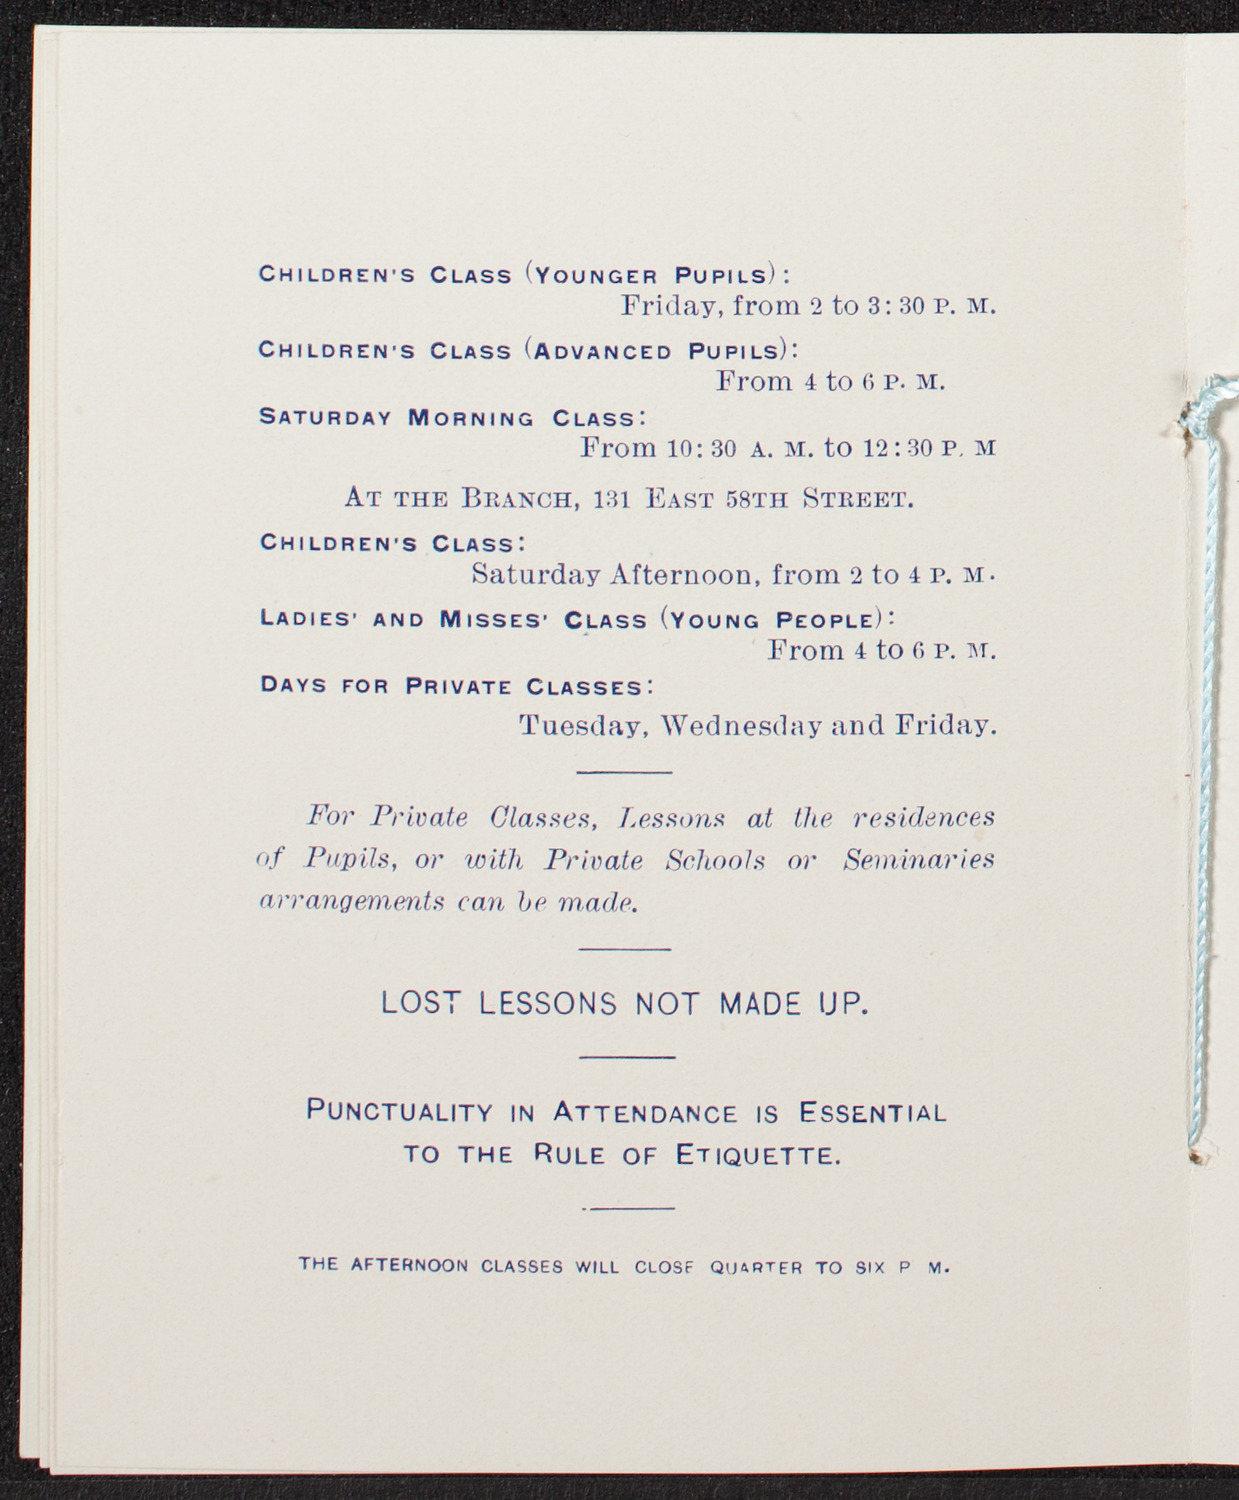 CHILDREN'S CLASS (YOUNGER PUPILS):
Friday, from 2 to 3:30 P. M.
CHILDREN'S CLASS (ADVANCED PUPILS):
From 4 to 6 P. M.
SATURDAY MORNING CLASS:
From 10:30 A. M. to 12:30 P. M
AT THE BRANCH, 131 EAST 58TH STREET.
CHILDREN'S CLASS:
Saturday Afternoon, from 2 to 4 P. M.
LADIES' AND MISSES' CLASS (YOUNG PEOPLE):
From 4 to 6 P. M.
DAYS FOR PRIVATE CLASSES:
Tuesday, Wednesday and Friday.
For Private Classes, Lessons at the residences
of Pupils, or with Private Schools or Seminaries
arrangements can be made.
LOST LESSONS NOT MADE UP.
PUNCTUALITY IN ATTENDANCE IS ESSENTIAL
TO THE RULE OF ETIQUETTE.
THE AFTERNOON CLASSES WILL CLOSE QUARTER TO SIX P M.